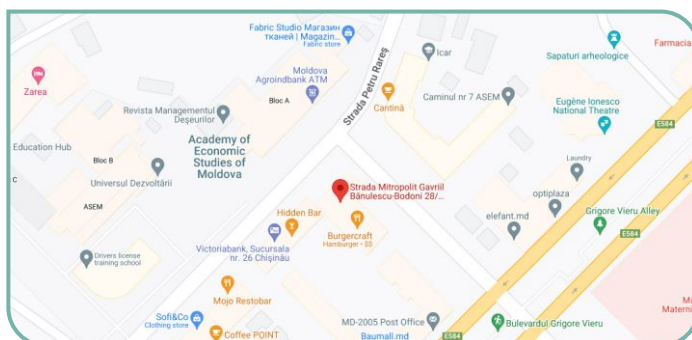 Fabric Studio Магазин
тканей | Magazin...
Fabric store
Zarea
Moldova
Agroindbank ATM
Bloc A
Revista Managementul
Deșeurilor
Strada Petru Rareș
Icar
Cantină
Caminul nr 7 ASEM
Sapaturi arheologice
Farmacia
Eugène Ionesco
National Theatre
E584
Education Hub
Bloc B
C
Academy of
Economic
Studies of
Moldova
Universul Dezvoltării
ASEM
Strada Mitropolit Gavriil
Bănulescu-Bodoni 28/...
Laundry
optiplaza
elefant.md
Grigore Vieru Alley
E584
Hidden Bar
Burgercraft
Hamburger • $$
Victoriabank, Sucursala
nr. 26 Chișinău
Drivers license
training school
Mojo Restobar
E584
Mu
Materni
Sofi&Co
Clothing store
Coffee POINT
MD-2005 Post Office
Baumall.md
Bulevardul Grigore Vieru